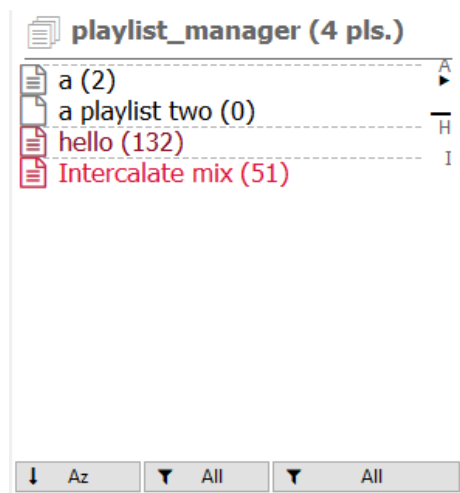 playlist_manager (4 pls.)
A
a (2)
a playlist two (0)
H
hello (132)
I
Intercalate mix (51)
Az All All